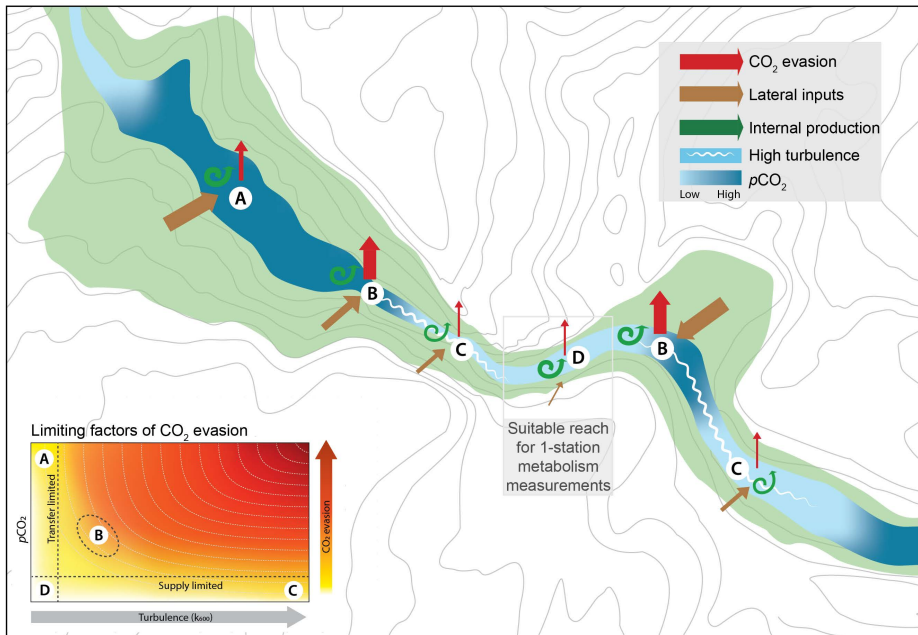 CO₂ evasion
Lateral inputs
Internal production
High turbulence
pCO₂
Low High
A
B
C
D
B
C
Suitable reach
for 1-station
metabolism
measurements
Limiting factors of CO₂ evasion
A
B
C
D
Transfer limited
Supply limited
pCO₂
CO₂ evasion
Turbulence (k₆₀₀)